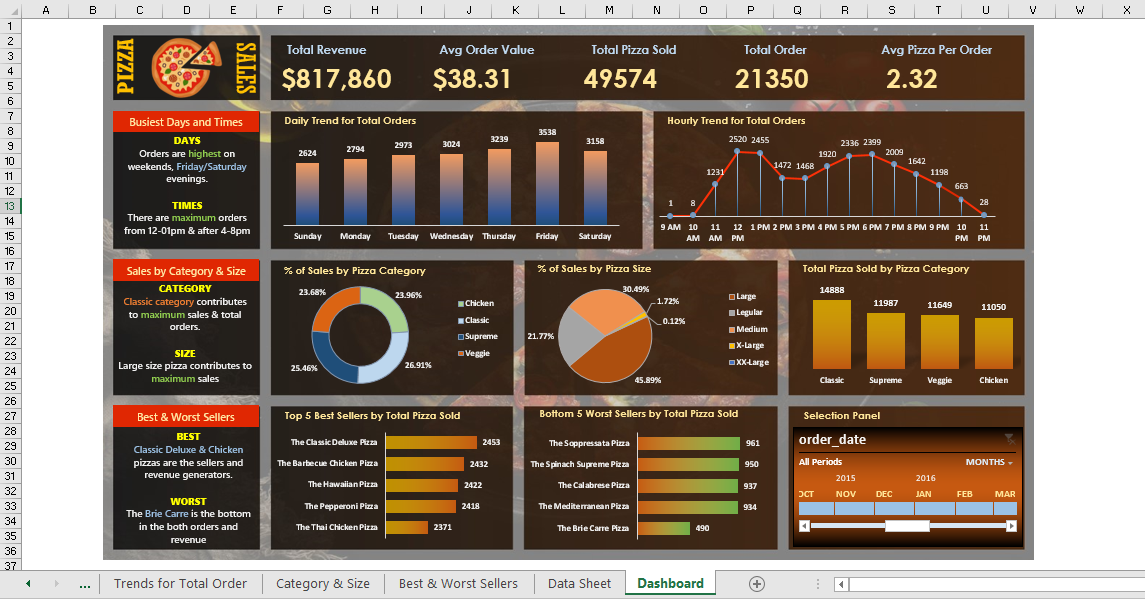 A B C D E F G H I J K L M N O P Q R S T U V W X
1
2
3
4
5
6
7
8
9
10
11
12
13
14
15
16
17
18
19
20
21
22
23
24
25
26
27
28
29
30
31
32
33
34
35
36
37
PIZZA
SALES
Total Revenue
$817,860
Avg Order Value
$38.31
Total Pizza Sold
49574
Total Order
21350
Avg Pizza Per Order
2.32
Busiest Days and Times
DAYS
Orders are highest on
weekends, Friday/Saturday
evenings.
TIMES
There are maximum orders
from 12-01pm & after 4-8pm
Daily Trend for Total Orders
2624 2794 2973 3024 3239 3538 3158
Sunday Monday Tuesday Wednesday Thursday Friday Saturday
Hourly Trend for Total Orders
1 8 1231 2520 2455 1472 1468 1920 2336 2399 2009 1642 1198 663 28
9 AM 10 AM 11 AM 12 PM 1 PM 2 PM 3 PM 4 PM 5 PM 6 PM 7 PM 8 PM 9 PM 10 PM 11 PM
Sales by Category & Size
CATEGORY
Classic category contributes
to maximum sales & total
orders.
SIZE
Large size pizza contributes to
maximum sales
% of Sales by Pizza Category
23.68%
23.96%
25.46%
26.91%
Chicken
Classic
Supreme
Veggie
% of Sales by Pizza Size
30.49%
1.72%
0.12%
21.77%
45.89%
Large
Legular
Medium
X-Large
XX-Large
Total Pizza Sold by Pizza Category
14888 11987 11649 11050
Classic Supreme Veggie Chicken
Best & Worst Sellers
BEST
Classic Deluxe & Chicken
pizzas are the sellers and
revenue generators.
WORST
The Brie Carre is the bottom
in the both orders and
revenue
Top 5 Best Sellers by Total Pizza Sold
The Classic Deluxe Pizza 2453
The Barbecue Chicken Pizza 2432
The Hawaiian Pizza 2422
The Pepperoni Pizza 2418
The Thai Chicken Pizza 2371
Bottom 5 Worst Sellers by Total Pizza Sold
The Soppressata Pizza 961
The Spinach Supreme Pizza 950
The Calabrese Pizza 937
The Mediterranean Pizza 934
The Brie Carre Pizza 490
Selection Panel
order_date
All Periods MONTHS
2015 2016
OCT NOV DEC JAN FEB MAR
... Trends for Total Order Category & Size Best & Worst Sellers Data Sheet Dashboard